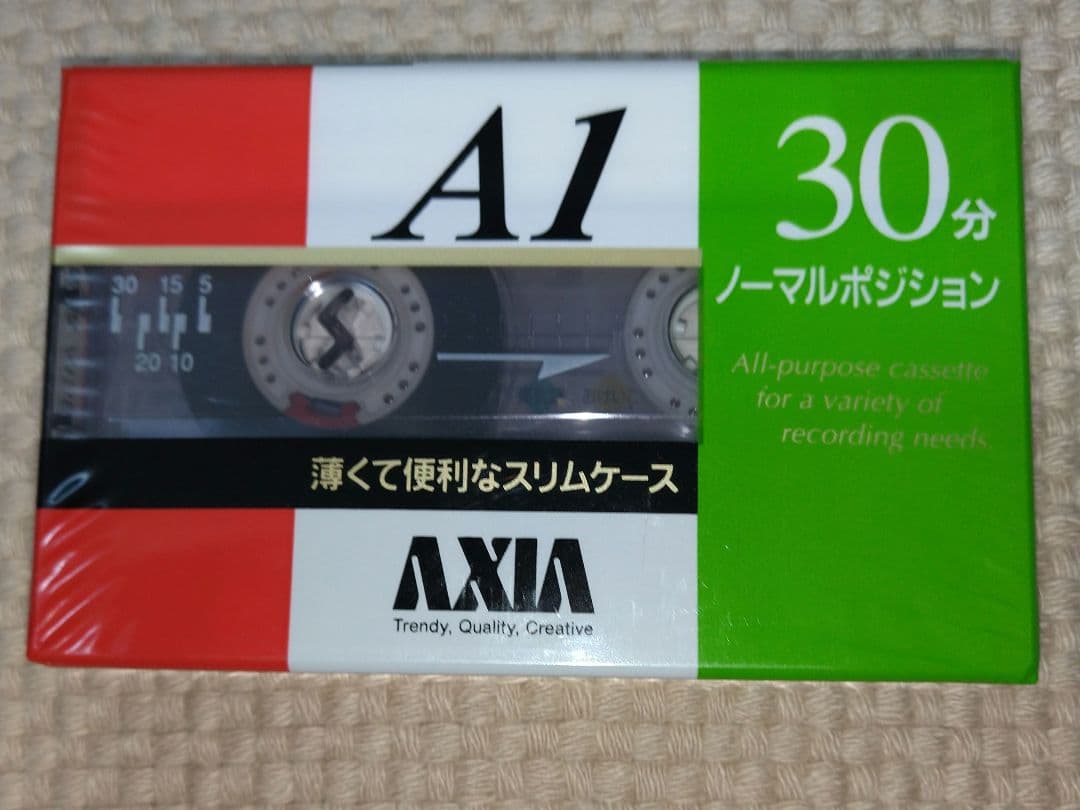 A1
30分
ノーマルポジション
All-purpose cassette
for a variety of
recording needs.
30 15 5
20 10
薄くて便利なスリムケース
AXIA
Trendy, Quality, Creative